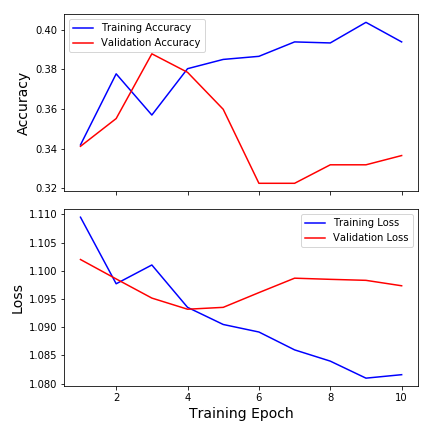 Training Accuracy
Validation Accuracy
Accuracy
0.40
0.38
0.36
0.34
0.32
Training Loss
Validation Loss
Loss
1.110
1.105
1.100
1.095
1.090
1.085
1.080
2 4 6 8 10
Training Epoch